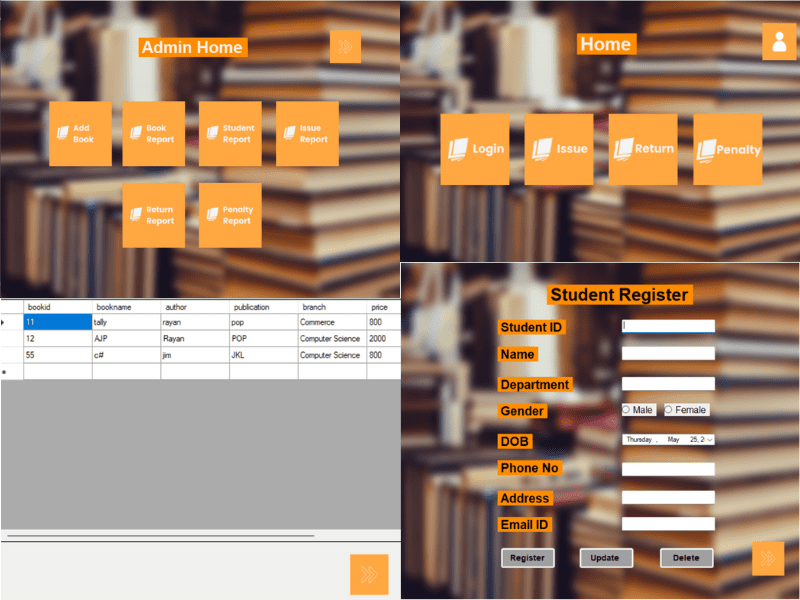 Admin Home
Add
Book
Book
Report
Student
Report
Issue
Report
Return
Report
Penalty
Report
Home
Login
Issue
Return
Penalty
bookid bookname author publication branch price
11 tally rayan pop Commerce 800
12 AJP Rayan POP Computer Science 2000
55 c# jim JKL Computer Science 800
Student Register
Student ID
Name
Department
Gender Male Female
DOB Thursday , May 25, 2
Phone No
Address
Email ID
Register Update Delete